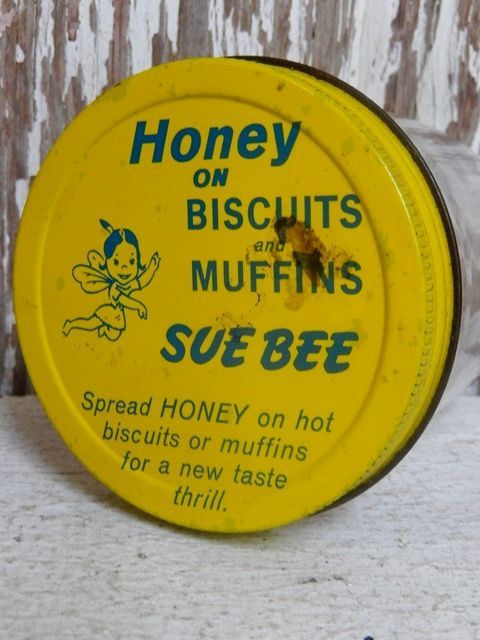 Honey
ON
BISCUITS
and
MUFFINS
SUE BEE
Spread HONEY on hot
biscuits or muffins
for a new taste
thrill.